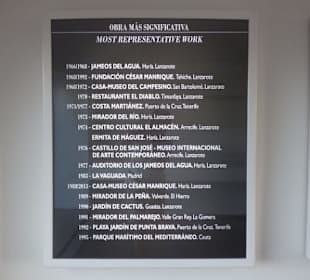 OBRA MÁS SIGNIFICATIVA
MOST REPRESENTATIVE WORK
1966/1968 - JAMEOS DEL AGUA. Haría. Lanzarote
1968/1992 - FUNDACIÓN CÉSAR MANRIQUE. Tahíche. Lanzarote
1968/1972 - CASA-MUSEO DEL CAMPESINO. San Bartolomé. Lanzarote
1970 - RESTAURANTE EL DIABLO. Timanfaya. Lanzarote
1971/1977 - COSTA MARTIÁNEZ. Puerto de la Cruz. Tenerife
1973 - MIRADOR DEL RÍO. Haría. Lanzarote
1974 - CENTRO CULTURAL EL ALMACÉN. Arrecife. Lanzarote
ERMITA DE MÁGUEZ. Haría. Lanzarote
1976 - CASTILLO DE SAN JOSÉ - MUSEO INTERNACIONAL
DE ARTE CONTEMPORÁNEO. Arrecife. Lanzarote
1977 - AUDITORIO DE LOS JAMEOS DEL AGUA. Haría. Lanzarote
1983 - LA VAGUADA. Madrid
1988/2013 - CASA-MUSEO CÉSAR MANRIQUE. Haría. Lanzarote
1989 - MIRADOR DE LA PEÑA. Valverde. El Hierro
1990 - JARDÍN DE CACTUS. Guatiza. Lanzarote
- MIRADOR DEL PALMAREJO. Valle Gran Rey. La Gomera
- PLAYA JARDÍN DE PUNTA BRAVA. Puerto de la Cruz. Tenerife
1995 - PARQUE MARÍTIMO DEL MEDITERRÁNEO. Ceuta